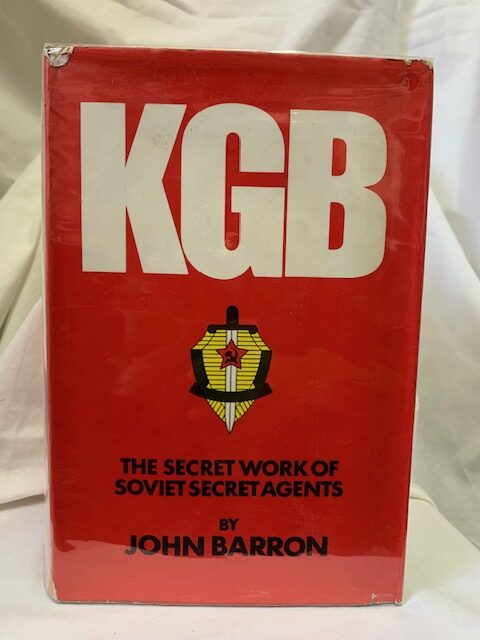 KGB
THE SECRET WORK OF
SOVIET SECRET AGENTS
BY
JOHN BARRON